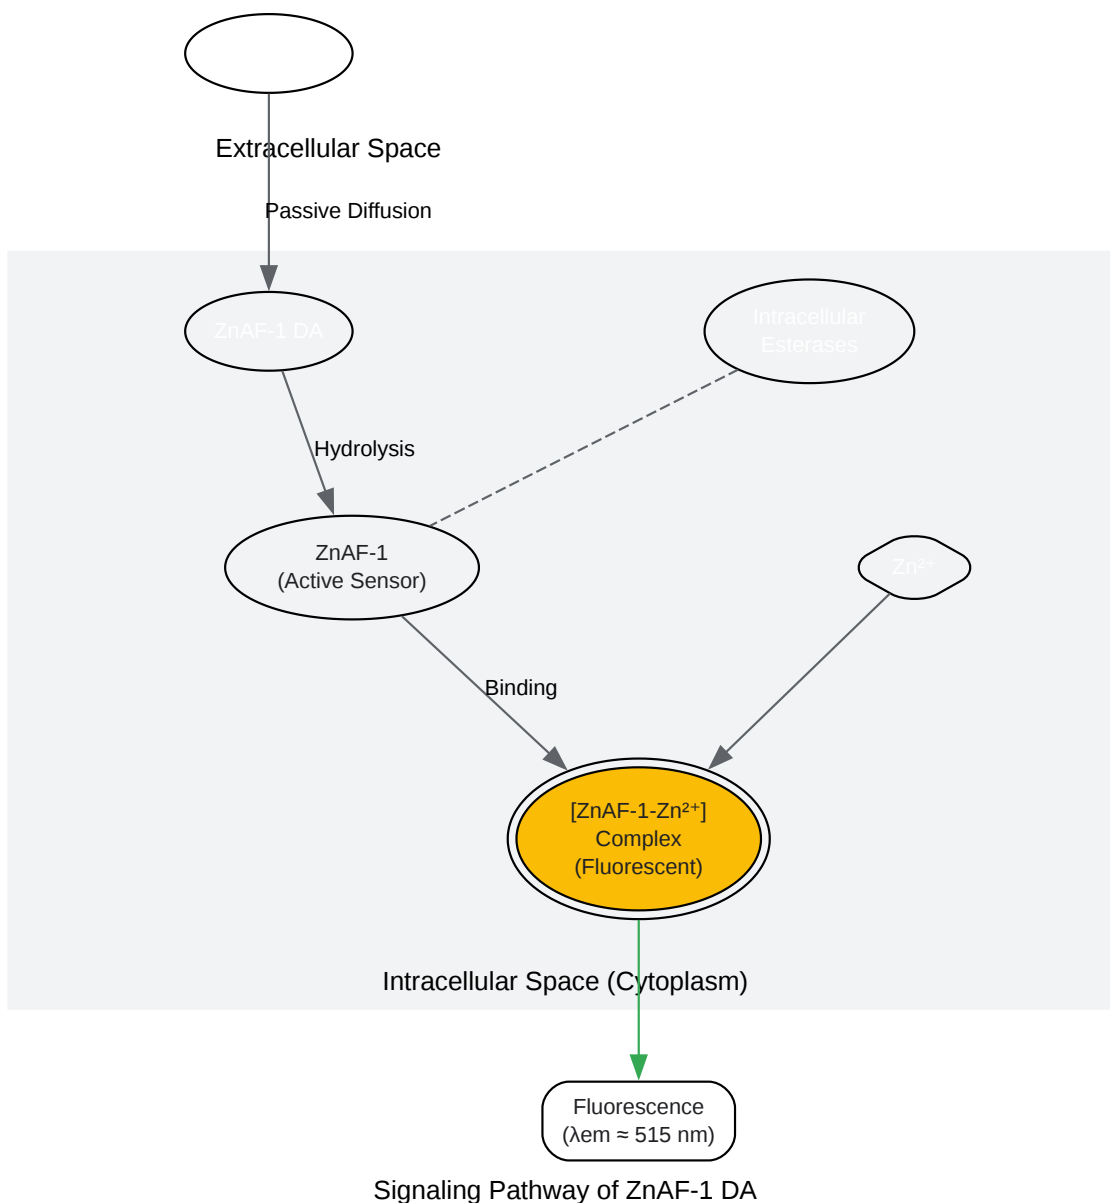 Extracellular Space
Passive Diffusion
ZnAF-1 DA
Intracellular
Esterases
Hydrolysis
ZnAF-1
(Active Sensor)
Zn²⁺
Binding
[ZnAF-1-Zn²⁺]
Complex
(Fluorescent)
Intracellular Space (Cytoplasm)
Fluorescence
(λem ≈ 515 nm)
Signaling Pathway of ZnAF-1 DA